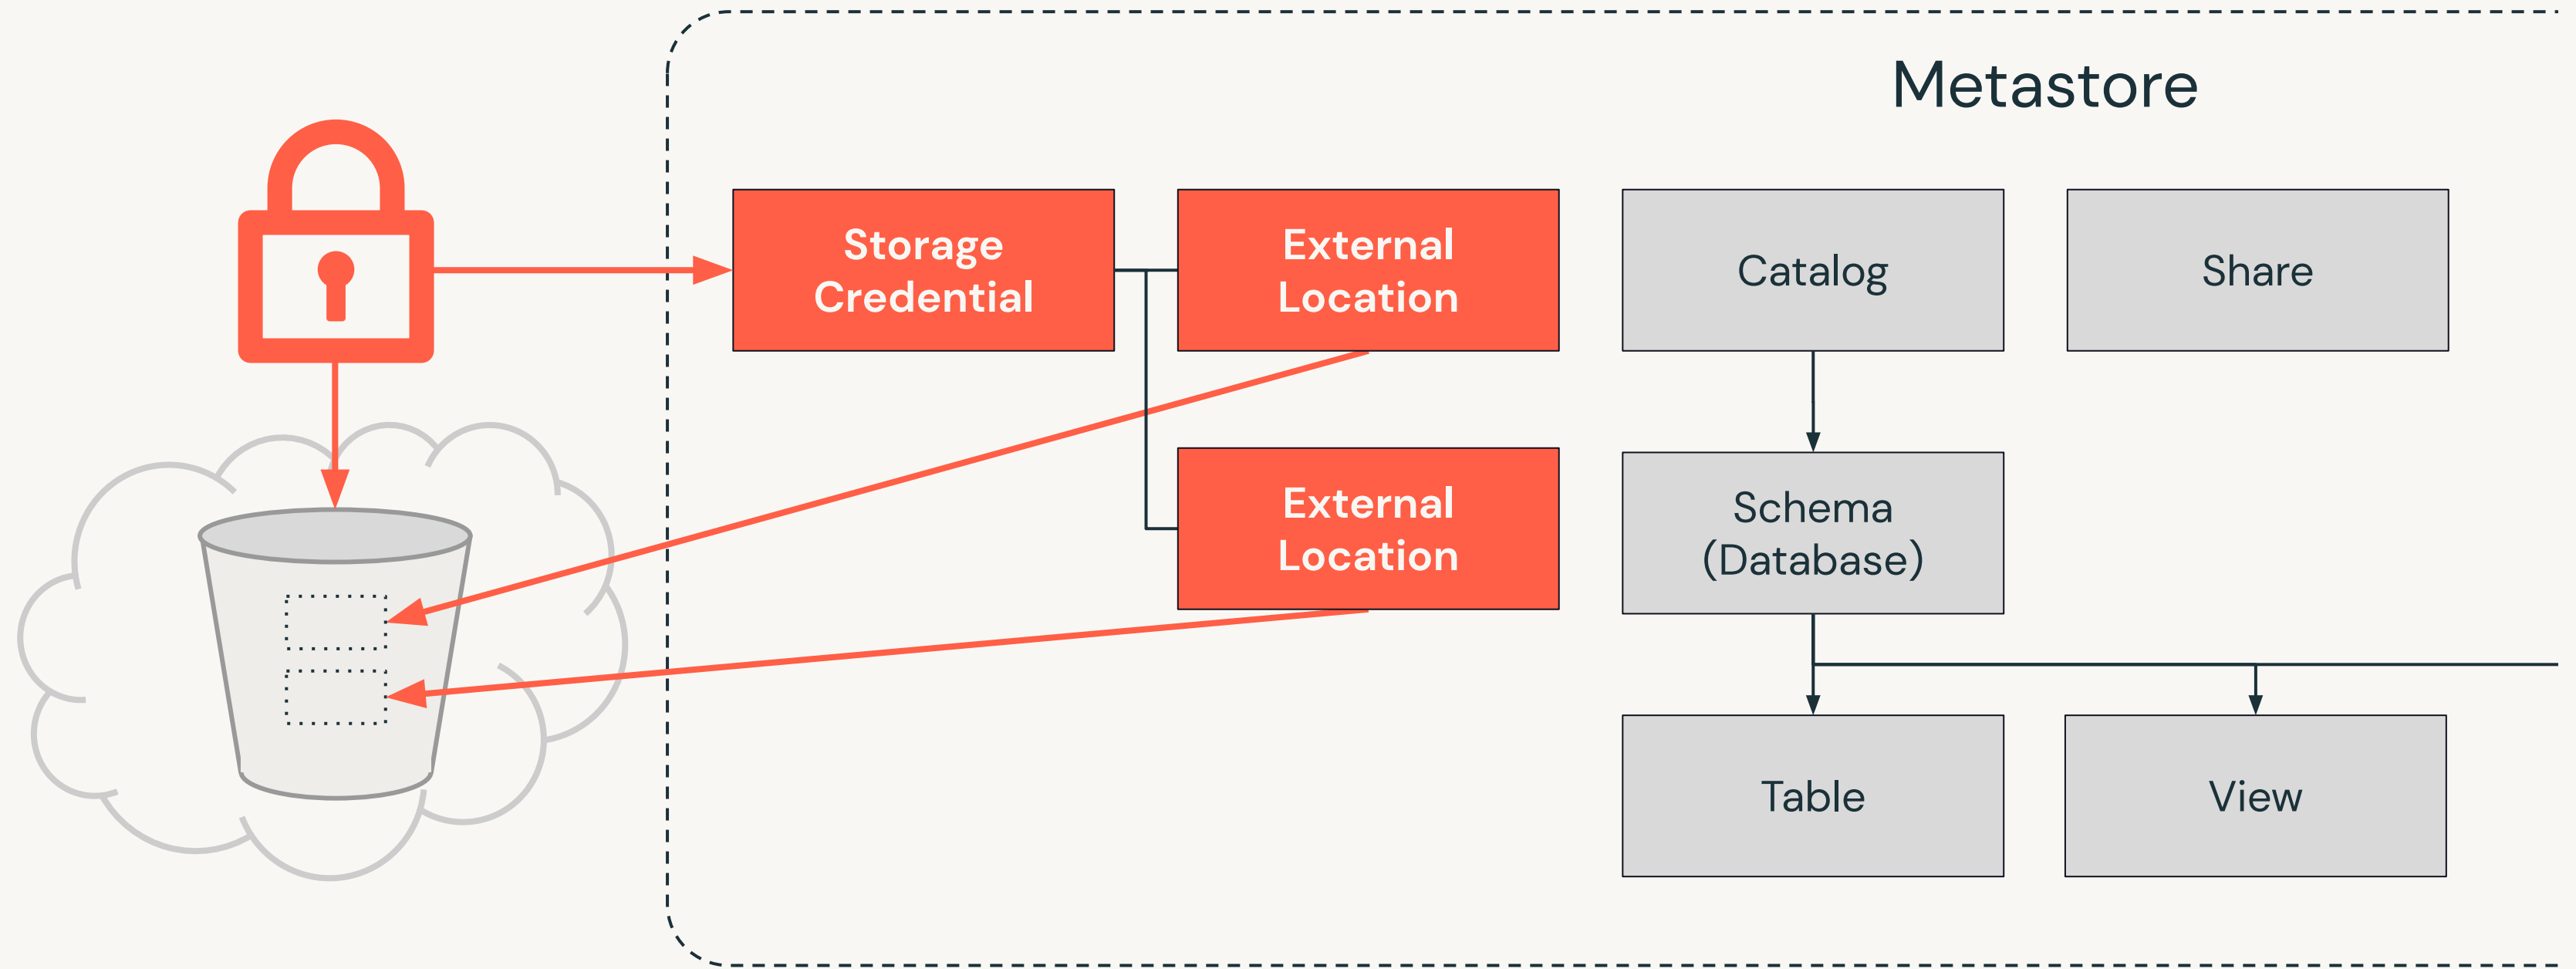 Metastore
Storage
Credential
External
Location
Catalog
Share
External
Location
Schema
(Database)
Table
View